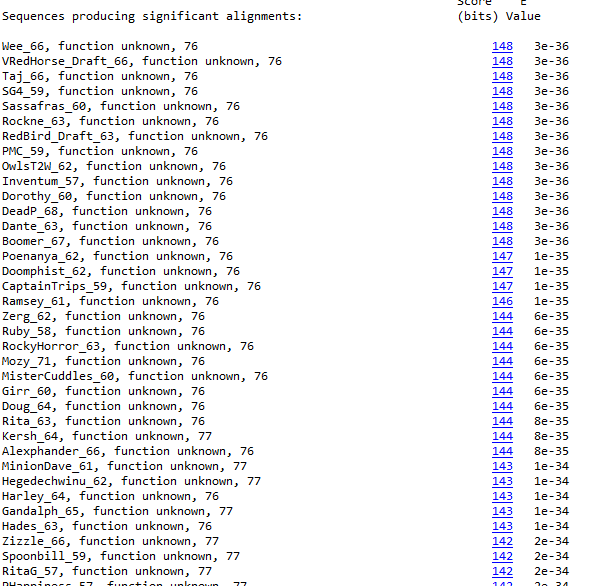 Score E
Sequences producing significant alignments: (bits) Value
Wee_66, function unknown, 76 148 3e-36
VRedHorse_Draft_66, function unknown, 76 148 3e-36
Taj_66, function unknown, 76 148 3e-36
SG4_59, function unknown, 76 148 3e-36
Sassafras_60, function unknown, 76 148 3e-36
Rockne_63, function unknown, 76 148 3e-36
RedBird_Draft_63, function unknown, 76 148 3e-36
PMC_59, function unknown, 76 148 3e-36
OwlsT2W_62, function unknown, 76 148 3e-36
Inventum_57, function unknown, 76 148 3e-36
Dorothy_60, function unknown, 76 148 3e-36
DeadP_68, function unknown, 76 148 3e-36
Dante_63, function unknown, 76 148 3e-36
Boomer_67, function unknown, 76 148 3e-36
Poenanya_62, function unknown, 76 147 1e-35
Doomphist_62, function unknown, 76 147 1e-35
CaptainTrips_59, function unknown, 76 147 1e-35
Ramsey_61, function unknown, 76 146 1e-35
Zerg_62, function unknown, 76 144 6e-35
Ruby_58, function unknown, 76 144 6e-35
RockyHorror_63, function unknown, 76 144 6e-35
Mozy_71, function unknown, 76 144 6e-35
MisterCuddles_60, function unknown, 76 144 6e-35
Girr_60, function unknown, 76 144 6e-35
Doug_64, function unknown, 76 144 6e-35
Rita_63, function unknown, 76 144 8e-35
Kersh_64, function unknown, 77 144 8e-35
Alexphander_66, function unknown, 76 144 8e-35
MinionDave_61, function unknown, 77 143 1e-34
Hegedechwinu_62, function unknown, 77 143 1e-34
Harley_64, function unknown, 76 143 1e-34
Gandalph_65, function unknown, 77 143 1e-34
Hades_63, function unknown, 76 143 1e-34
Zizzle_66, function unknown, 77 142 2e-34
Spoonbill_59, function unknown, 77 142 2e-34
RitaG_57, function unknown, 77 142 2e-34
PHappiness_57, function unknown, 77 142 2e-34